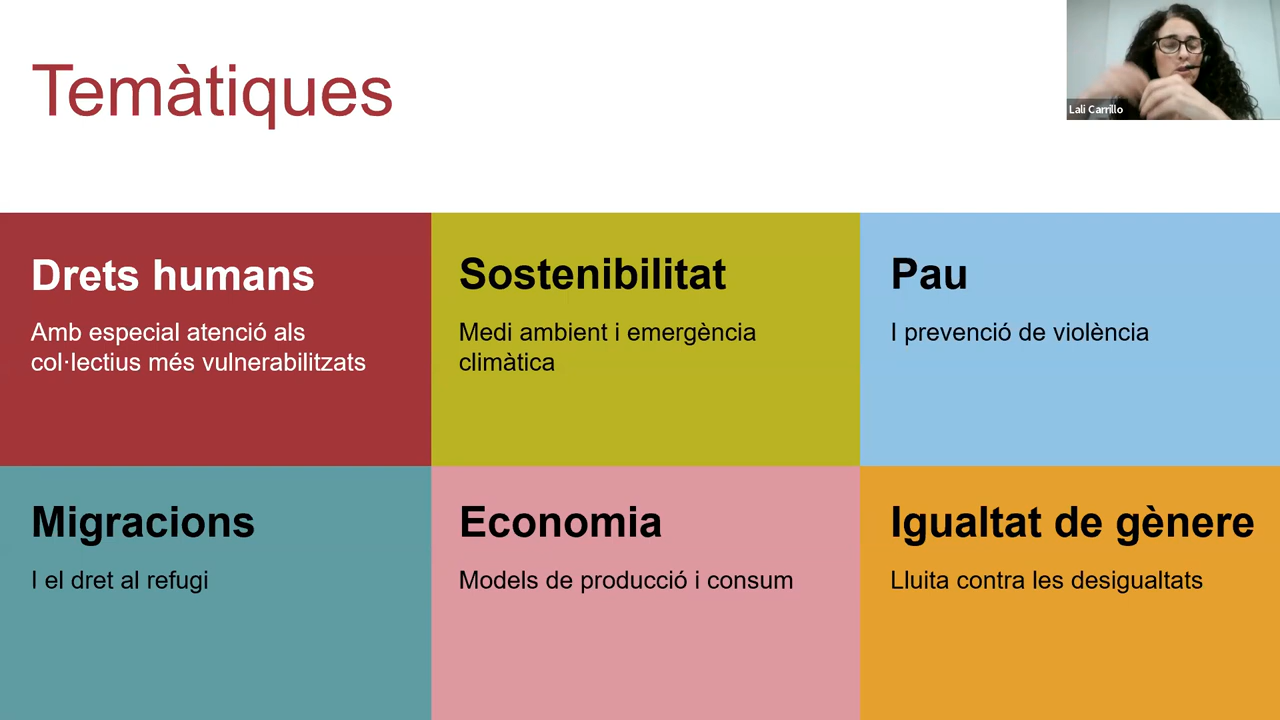 Temàtiques
Lali Carrillo
Drets humans
Amb especial atenció als
col·lectius més vulnerabilitzats
Sostenibilitat
Medi ambient i emergència
climàtica
Pau
I prevenció de violència
Migracions
I el dret al refugi
Economia
Models de producció i consum
Igualtat de gènere
Lluita contra les desigualtats